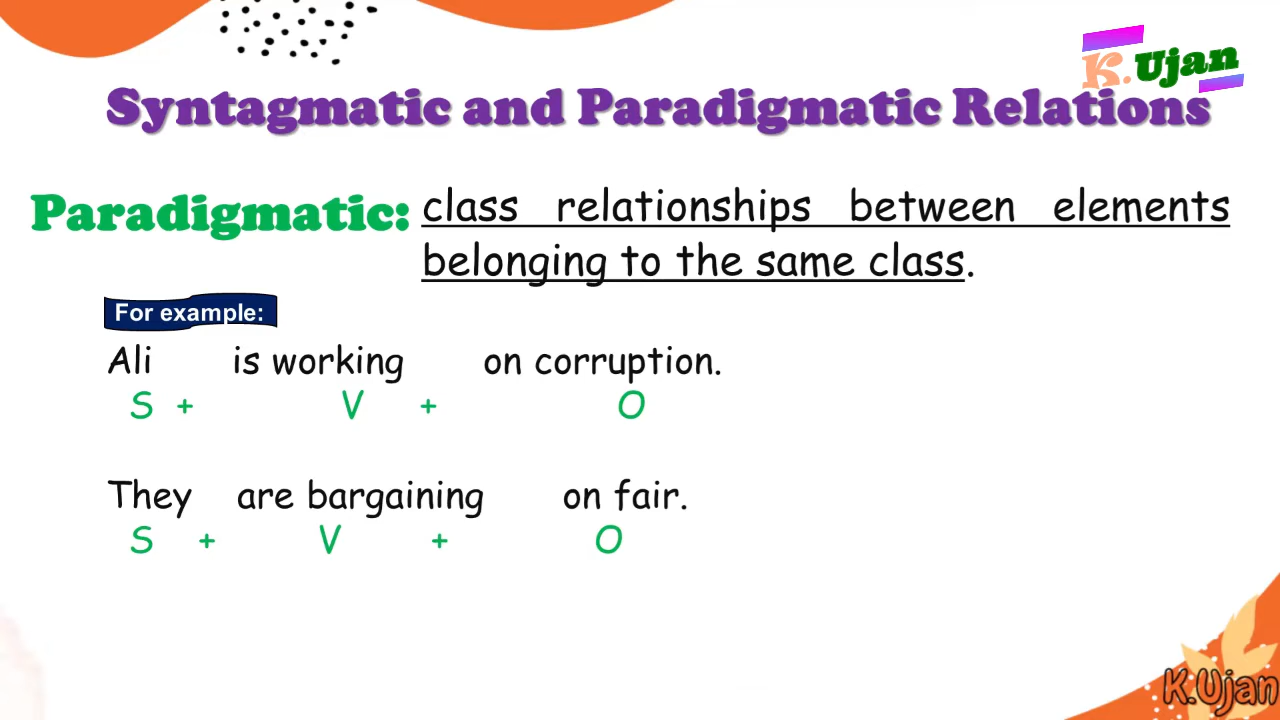 K.Ujan
Syntagmatic and Paradigmatic Relations
Paradigmatic: class relationships between elements
belonging to the same class.
For example:
Ali is working on corruption.
S + V + O
They are bargaining on fair.
S + V + O
K.Ujan